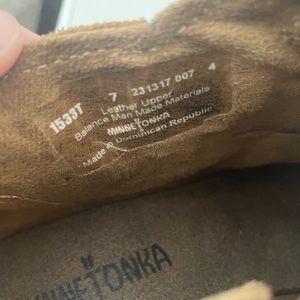 1533T 7 231317 007 4
Leather Upper
Balance Man Made Materials
MINNETONKA
Made in Dominican Republic
MINNETONKA